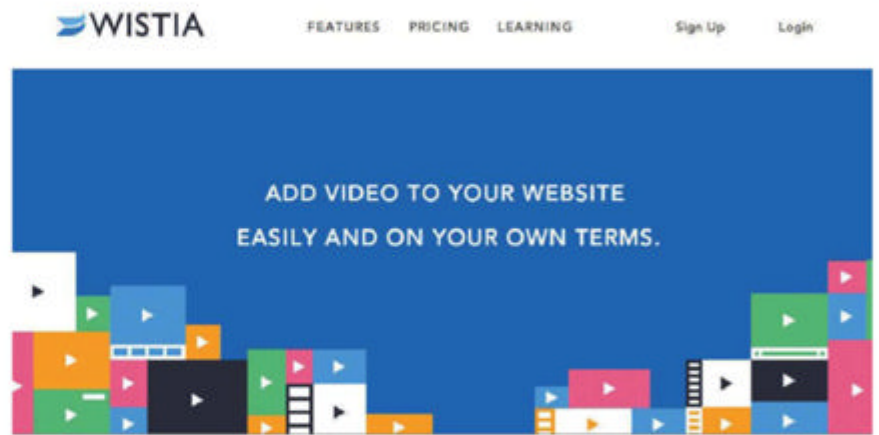 WISTIA
FEATURES PRICING LEARNING Sign Up Login
ADD VIDEO TO YOUR WEBSITE
EASILY AND ON YOUR OWN TERMS.